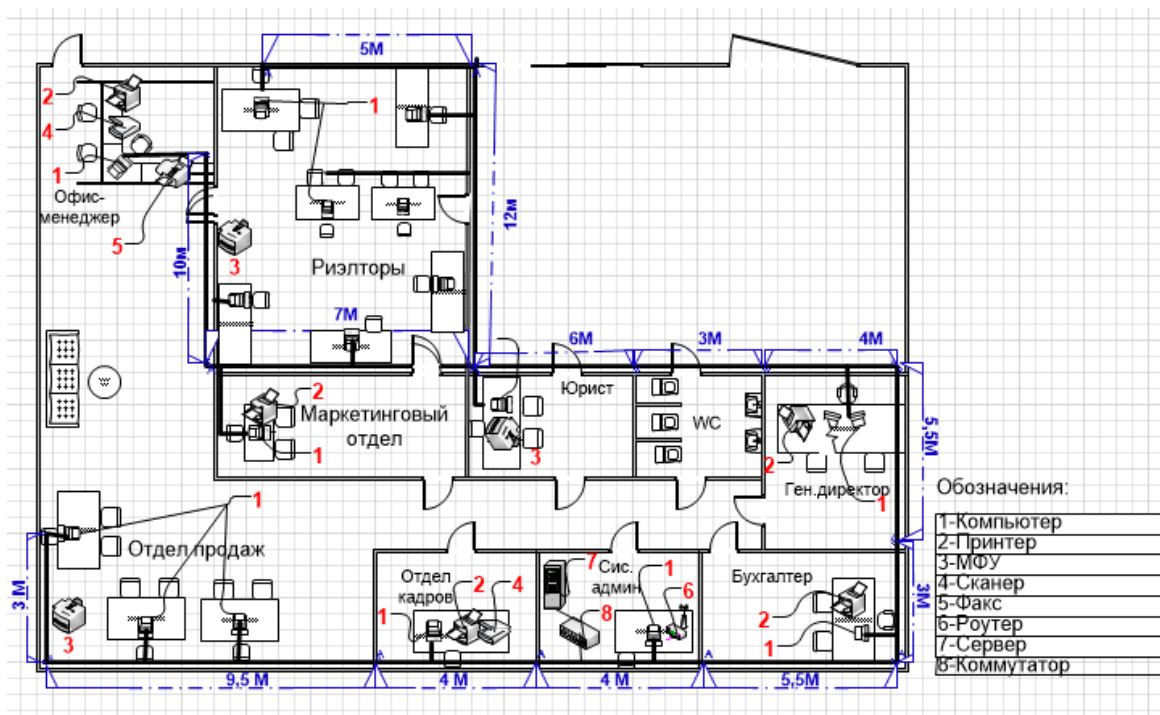 5М
2
1
4
1
Офис-
менеджер
5
10м
3
Риэлторы
12м
7М
6М
3М
4М
2
Маркетинговый
отдел
1
Юрист
3
WC
2
Ген.директор
1
5,5М
1
Отдел продаж
3 М
3
Отдел
кадров
2
4
1
7
Сис.
админ
1
6
8
Бухгалтер
2
1
3М
9,5 М
4 М
4 М
5,5М
Обозначения:
1-Компьютер
2-Принтер
3-МФУ
4-Сканер
5-Факс
6-Роутер
7-Сервер
8-Коммутатор